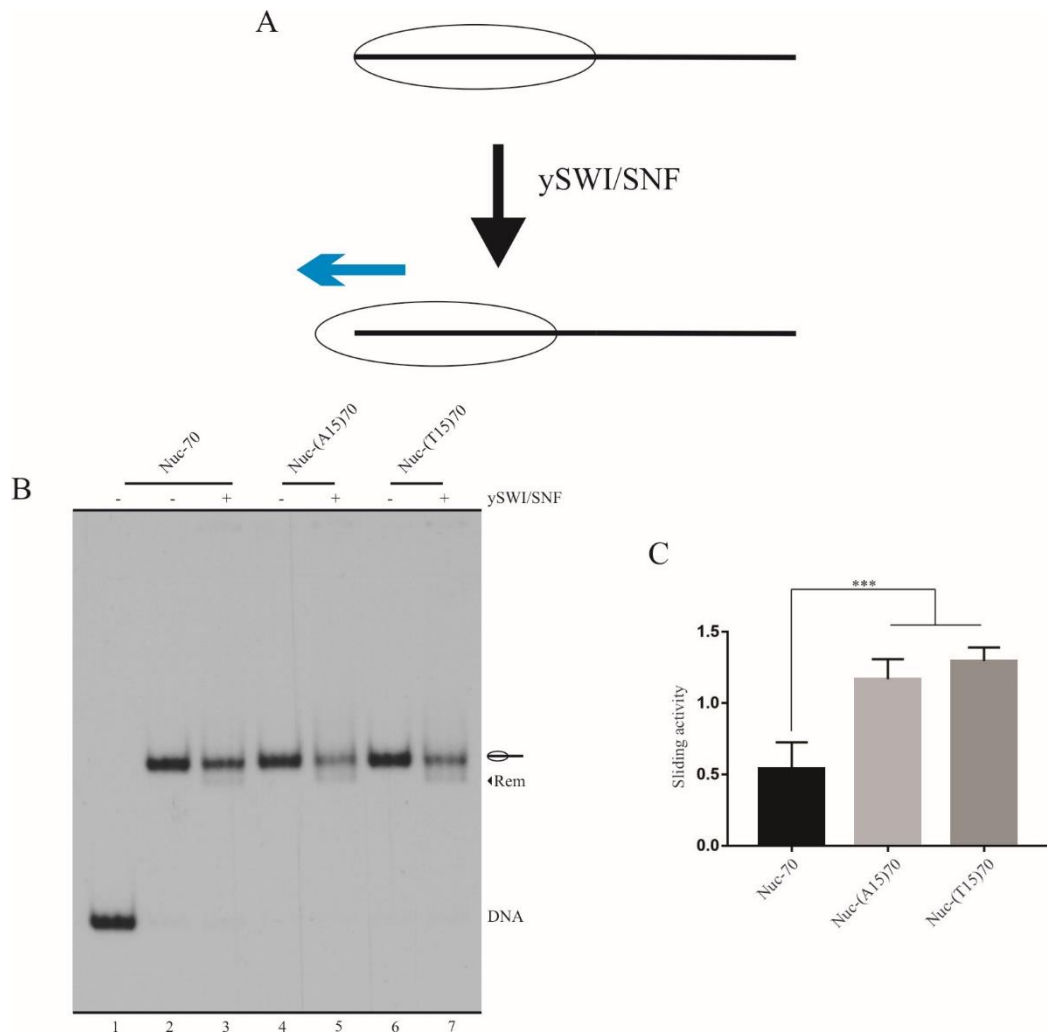 A
ySWI/SNF
B
Nuc-70
Nuc-(A15)70
Nuc-(T15)70
- - + - + - + ySWI/SNF
Rem
DNA
1 2 3 4 5 6 7
C
***
Sliding activity
1.5
1.0
0.5
0.0
Nuc-70
Nuc-(A15)70
Nuc-(T15)70